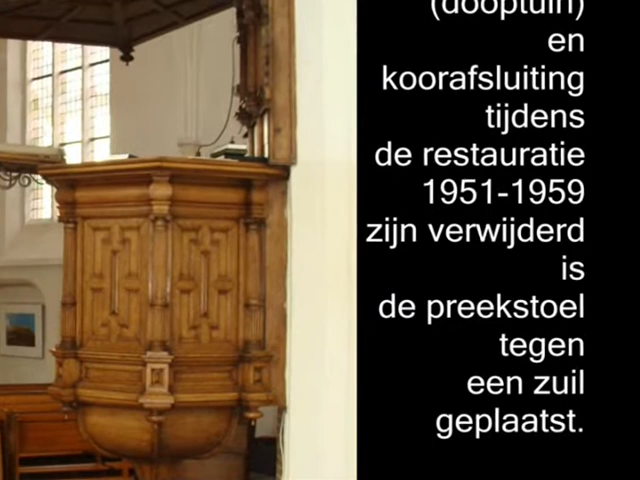 (dooptuin)
en
koorafsluiting
tijdens
de restauratie
1951-1959
zijn verwijderd
is
de preekstoel
tegen
een zuil
geplaatst.